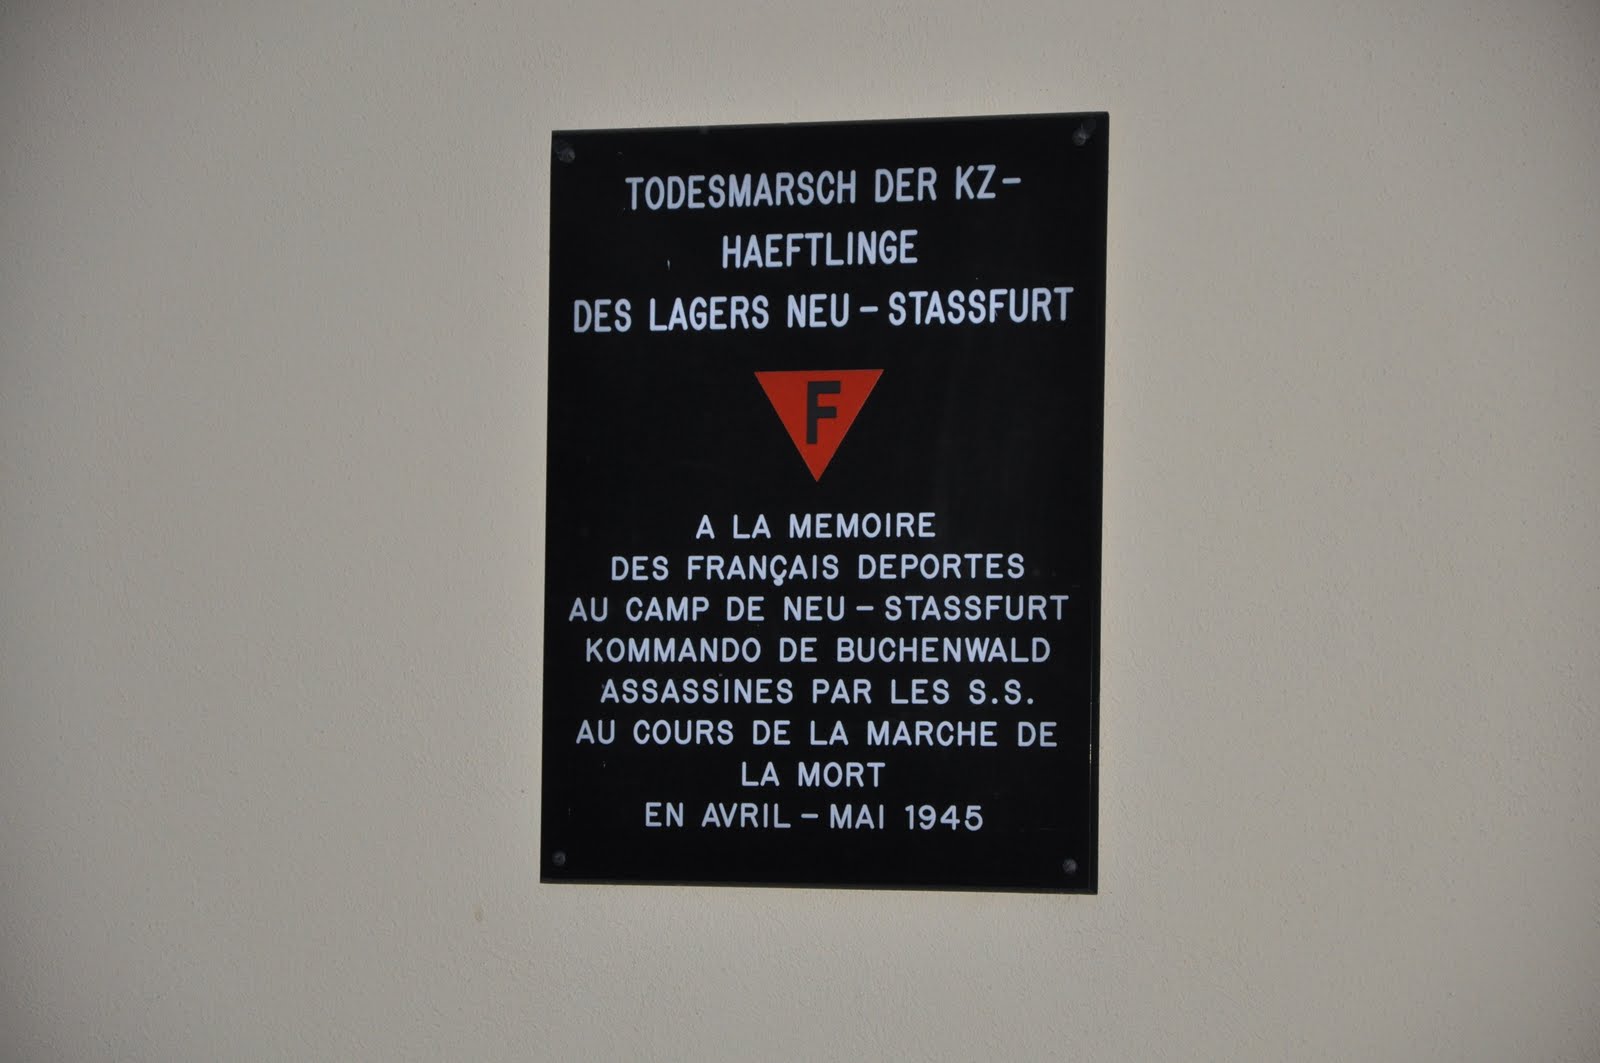 TODESMARSCH DER KZ-
HAEFTLINGE
DES LAGERS NEU-STASSFURT
F
A LA MEMOIRE
DES FRANÇAIS DEPORTES
AU CAMP DE NEU-STASSFURT
KOMMANDO DE BUCHENWALD
ASSASSINES PAR LES S.S.
AU COURS DE LA MARCHE DE
LA MORT
EN AVRIL-MAI 1945